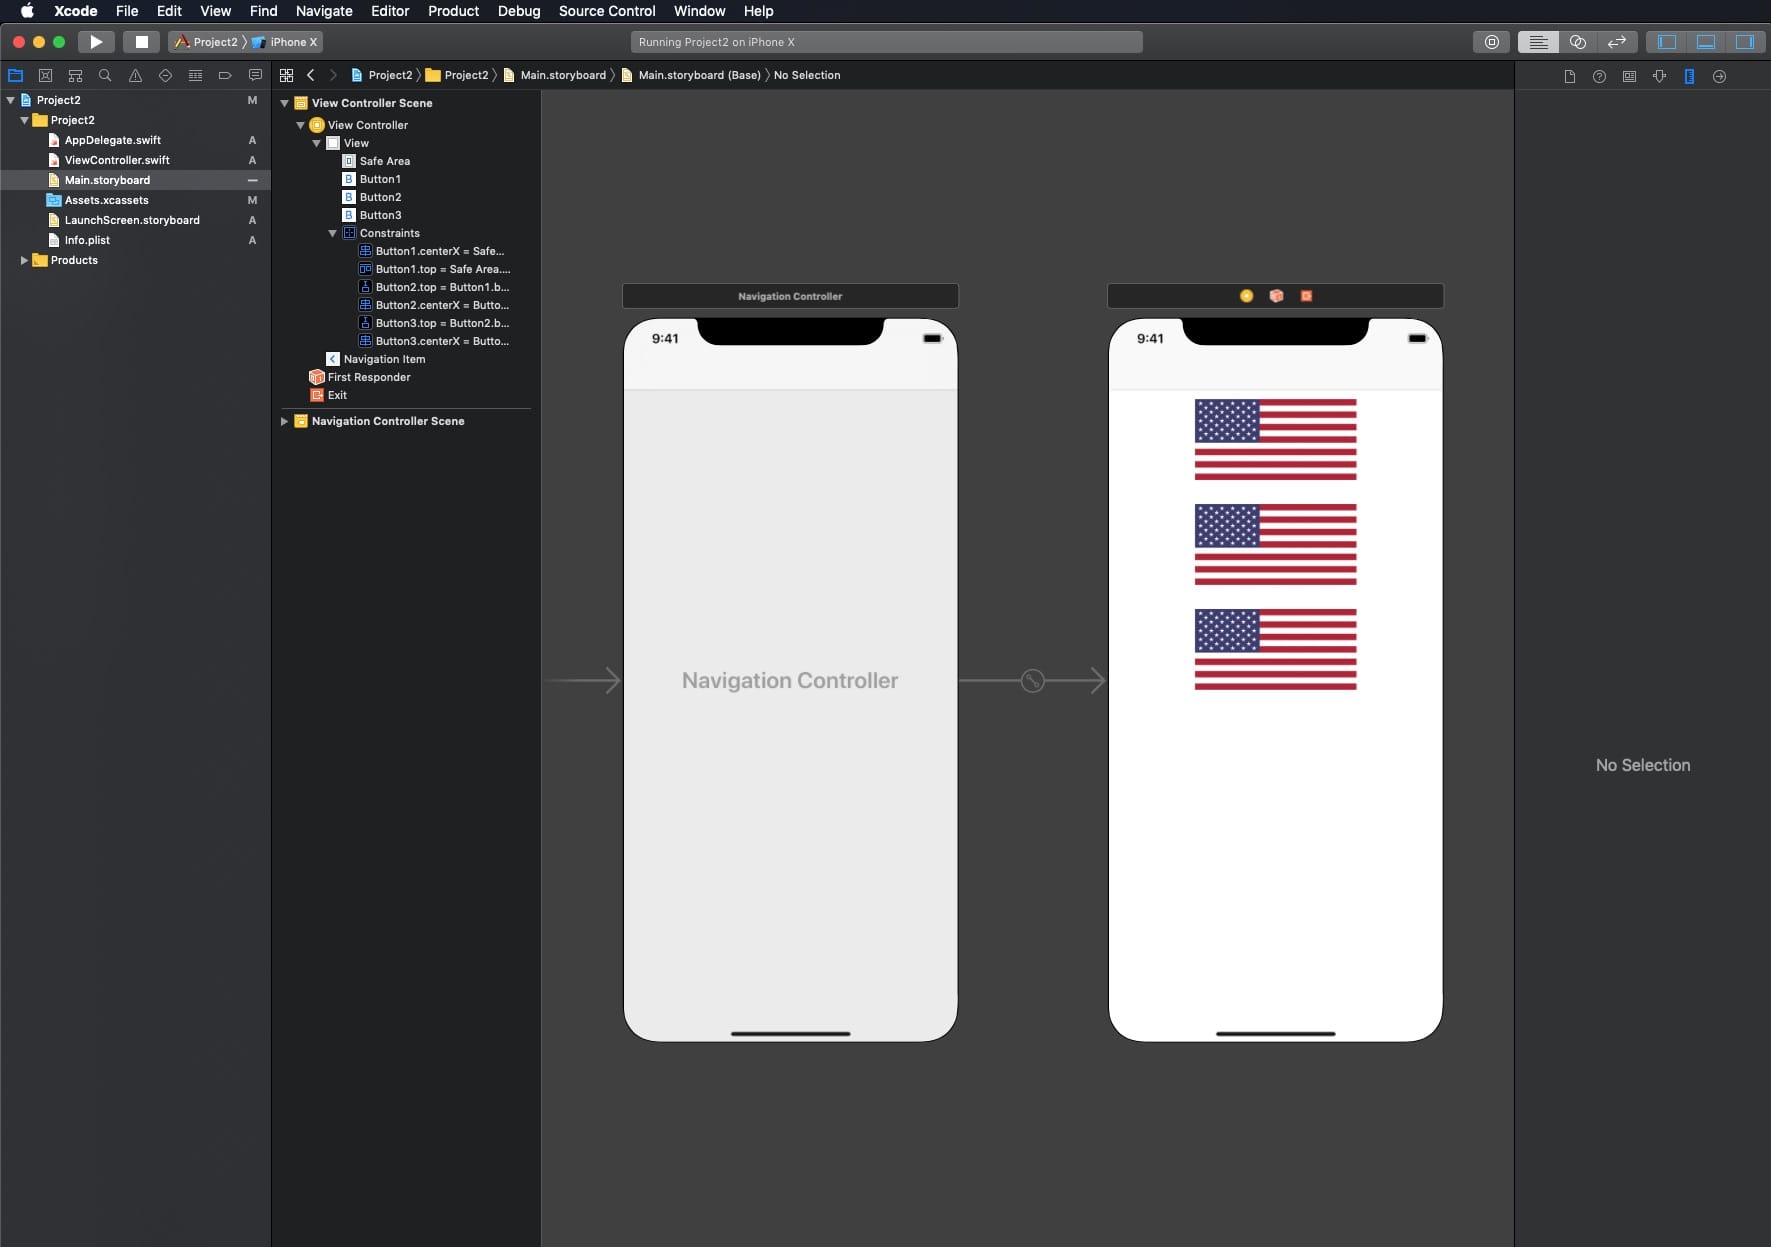 Xcode File Edit View Find Navigate Editor Product Debug Source Control Window Help
Project2 iPhone X
Running Project2 on iPhone X
Project2 Project2 Main.storyboard Main.storyboard (Base) No Selection
Project2 M
Project2
AppDelegate.swift A
ViewController.swift A
Main.storyboard —
Assets.xcassets M
LaunchScreen.storyboard A
Info.plist A
Products
View Controller Scene
View Controller
View
Safe Area
B Button1
B Button2
B Button3
Constraints
Button1.centerX = Safe...
Button1.top = Safe Area....
Button2.top = Button1.b...
Button2.centerX = Butto...
Button3.top = Button2.b...
Button3.centerX = Butto...
Navigation Item
First Responder
Exit
Navigation Controller Scene
Navigation Controller
9:41
Navigation Controller
9:41
No Selection